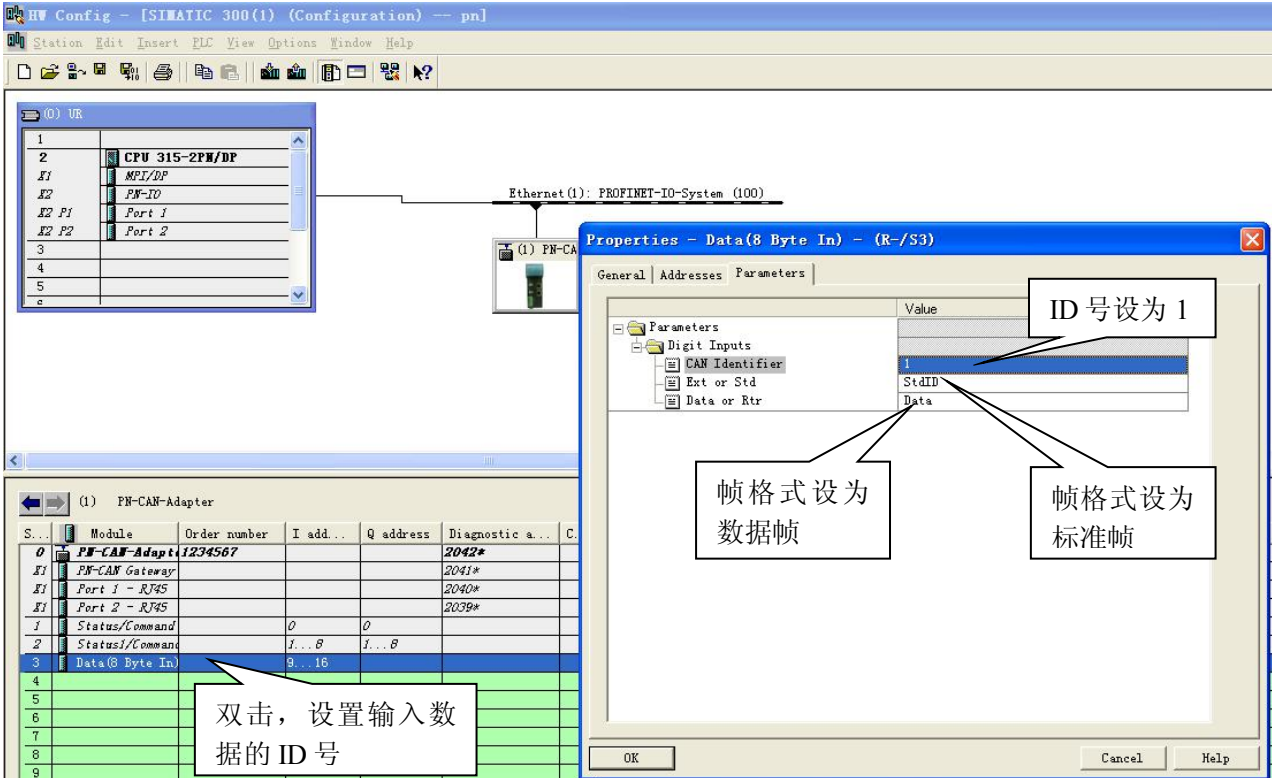 HW Config - [SIMATIC 300(1) (Configuration) -- pn]
Station Edit Insert PLC View Options Window Help
(0) UR
1
2 CPU 315-2PN/DP
X1 MPI/DP
X2 PN-IO
X2 P1 Port 1
X2 P2 Port 2
3
4
5
Ethernet(1): PROFINET-IO-System (100)
(1) PN-CA
Properties - Data(8 Byte In) - (R-/S3)
General Addresses Parameters
Value
Parameters
Digit Inputs
CAN Identifier 1
Ext or Std StdID
Data or Rtr Data
ID 号设为 1
帧格式设为
数据帧
帧格式设为
标准帧
OK Cancel Help
(1) PN-CAN-Adapter
S... Module Order number I add... Q address Diagnostic a... C.
0 PN-CAN-Adapt 1234567 2042*
X1 PN-CAN Gateway 2041*
X1 Port 1 - RJ45 2040*
X1 Port 2 - RJ45 2039*
1 Status/Command 0 0
2 Status1/Comman 1...8 1...8
3 Data(8 Byte In) 9...16
4
5
6
7
8
9
双击，设置输入数
据的 ID 号